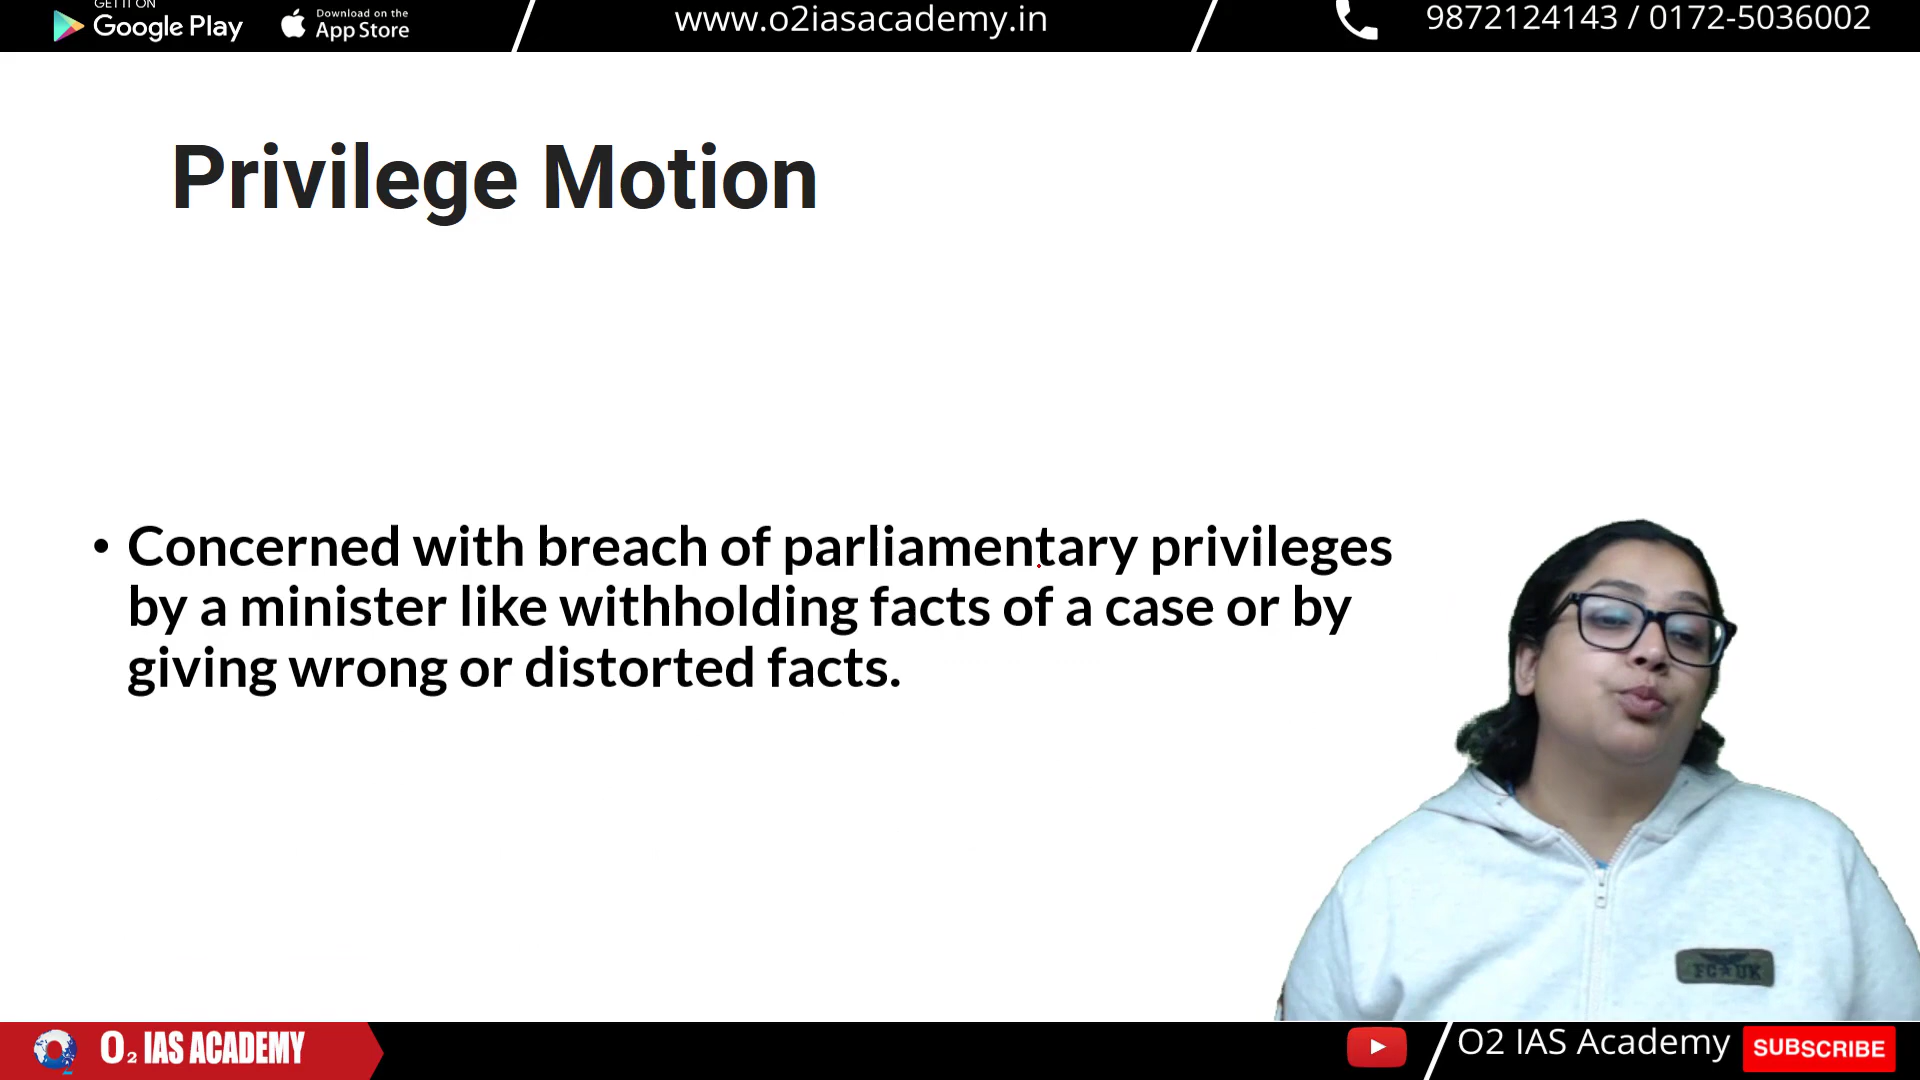 GET IT ON
Google Play
Download on the
App Store
www.o2iasacademy.in
9872124143 / 0172-5036002
Privilege Motion
• Concerned with breach of parliamentary privileges
by a minister like withholding facts of a case or by
giving wrong or distorted facts.
FC★UK
O2 IAS ACADEMY
O2 IAS Academy
SUBSCRIBE